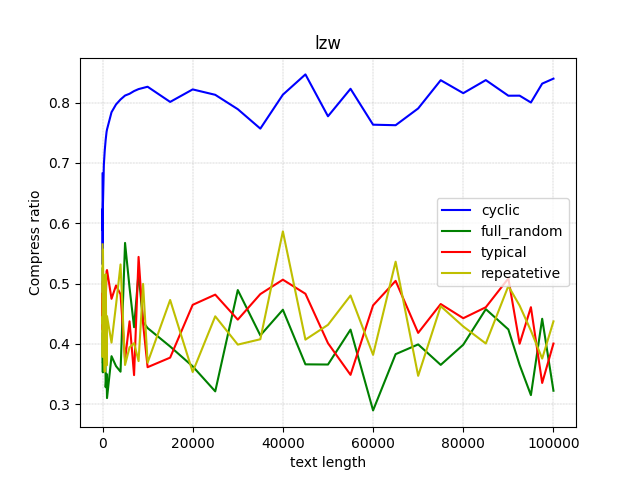 lzw
Compress ratio
0.8
0.7
0.6
0.5
0.4
0.3
cyclic
full_random
typical
repeatetive
0 20000 40000 60000 80000 100000
text length